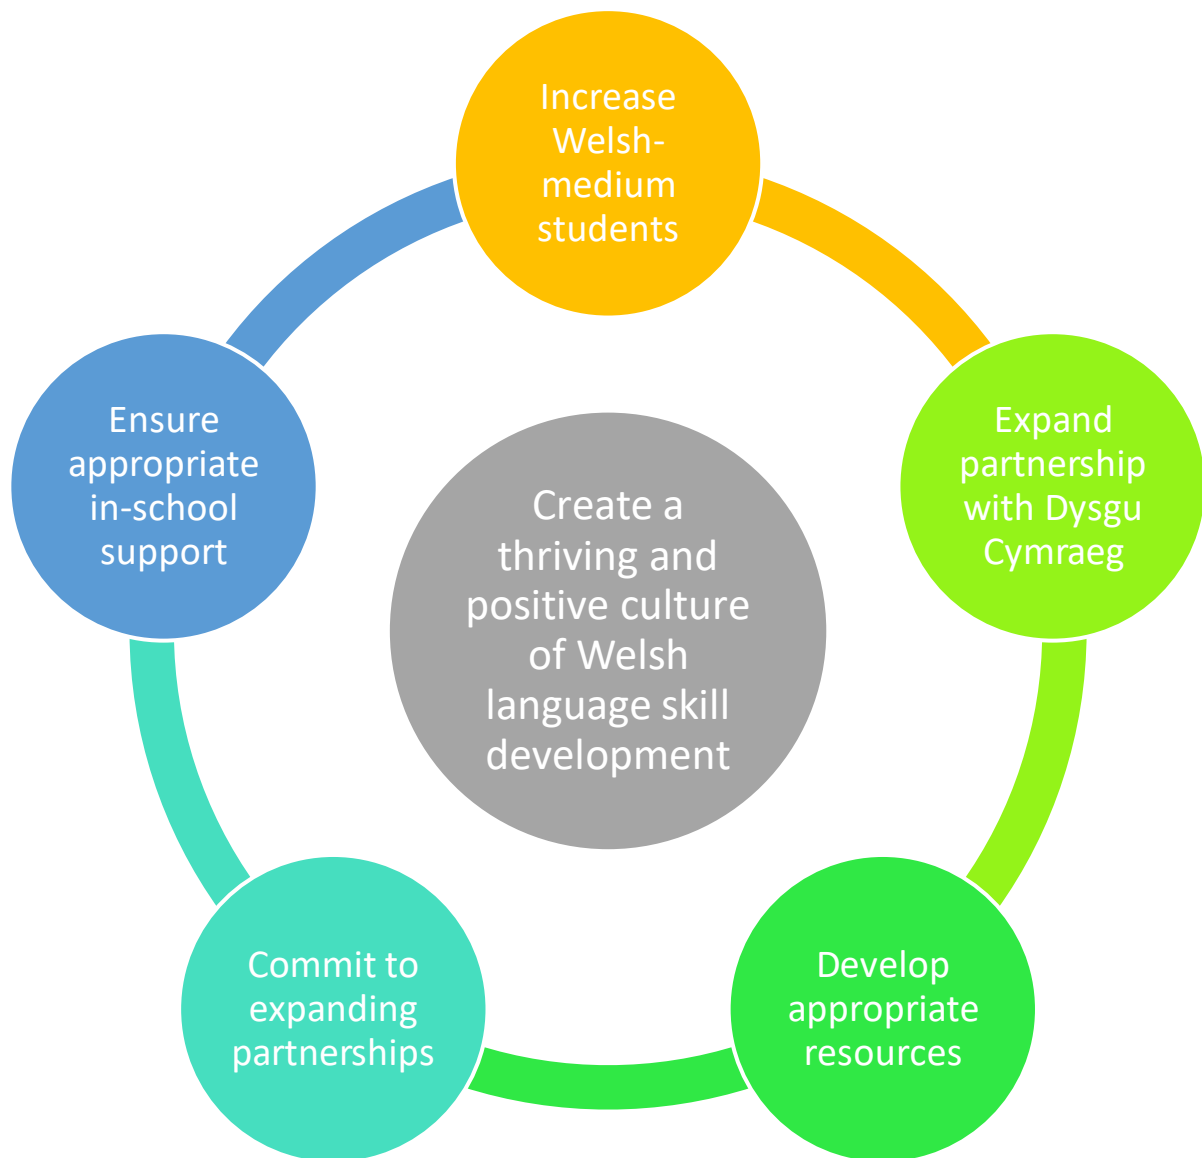 Increase
Welsh-
medium
students
Expand
partnership
with Dysgu
Cymraeg
Develop
appropriate
resources
Commit to
expanding
partnerships
Ensure
appropriate
in-school
support
Create a
thriving and
positive culture
of Welsh
language skill
development